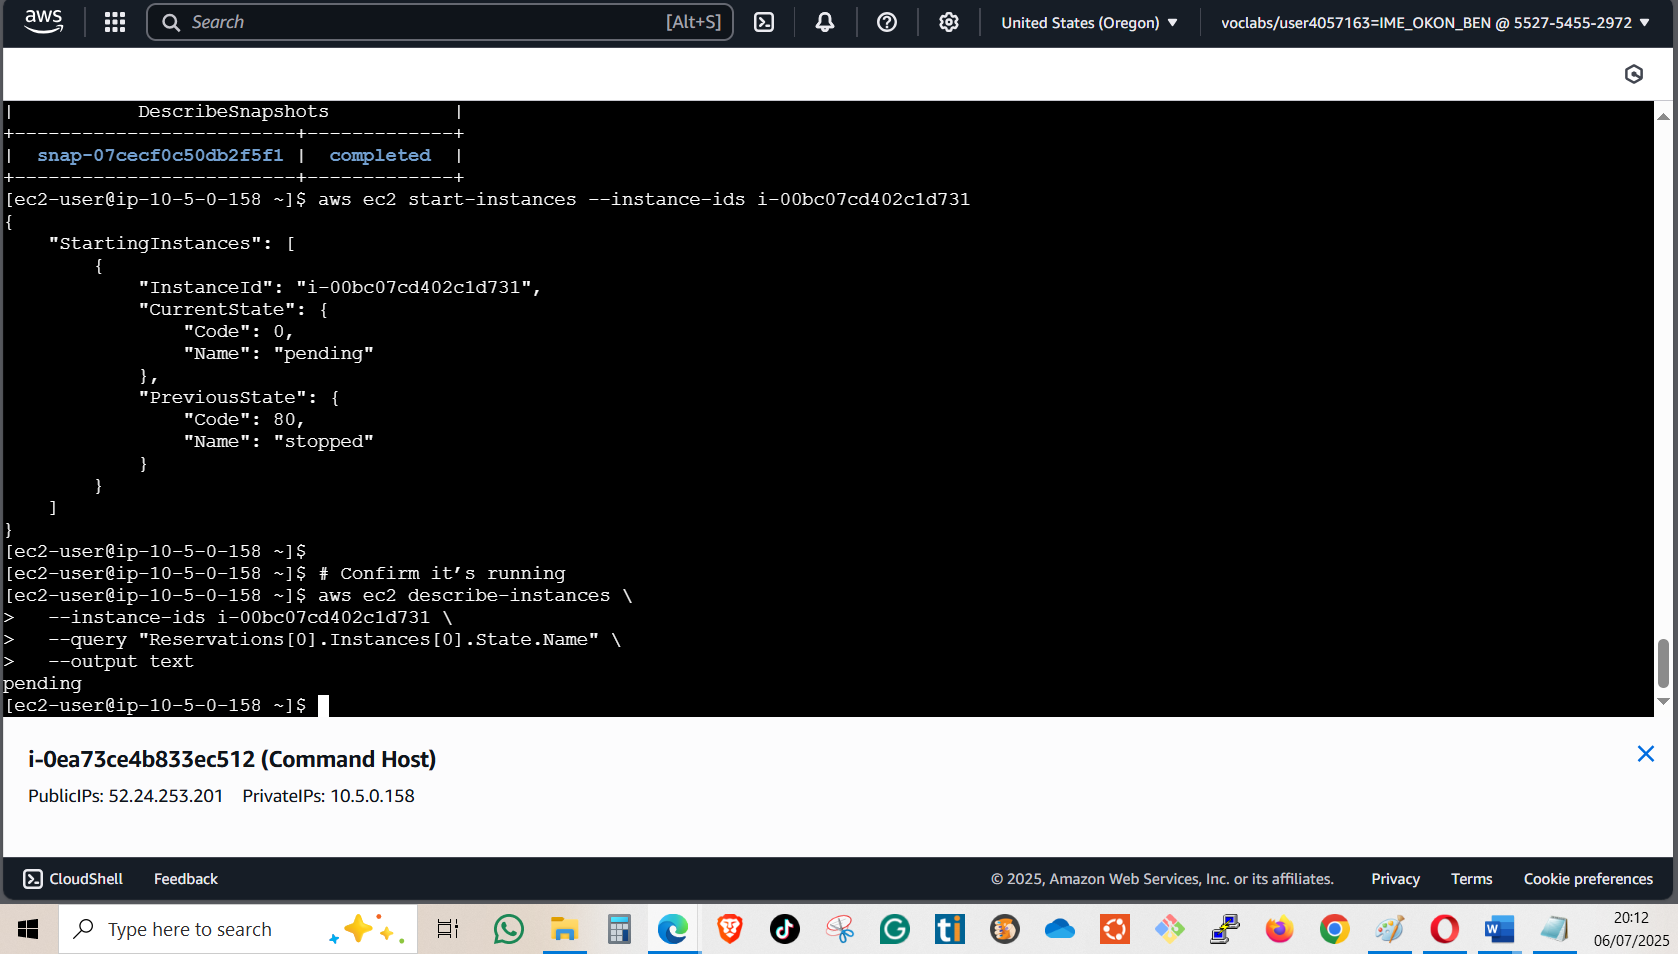 aws
Search [Alt+S] United States (Oregon) voclabs/user4057163=IME_OKON_BEN @ 5527-5455-2972
| DescribeSnapshots |
+-------------------------+-------------+
| snap-07cecf0c50db2f5f1 | completed |
+-------------------------+-------------+
[ec2-user@ip-10-5-0-158 ~]$ aws ec2 start-instances --instance-ids i-00bc07cd402c1d731
{
"StartingInstances": [
{
"InstanceId": "i-00bc07cd402c1d731",
"CurrentState": {
"Code": 0,
"Name": "pending"
},
"PreviousState": {
"Code": 80,
"Name": "stopped"
}
}
]
}
[ec2-user@ip-10-5-0-158 ~]$
[ec2-user@ip-10-5-0-158 ~]$ # Confirm it’s running
[ec2-user@ip-10-5-0-158 ~]$ aws ec2 describe-instances \
> --instance-ids i-00bc07cd402c1d731 \
> --query "Reservations[0].Instances[0].State.Name" \
> --output text
pending
[ec2-user@ip-10-5-0-158 ~]$
i-0ea73ce4b833ec512 (Command Host)
PublicIPs: 52.24.253.201 PrivateIPs: 10.5.0.158
CloudShell Feedback © 2025, Amazon Web Services, Inc. or its affiliates. Privacy Terms Cookie preferences
Type here to search
20:12
06/07/2025